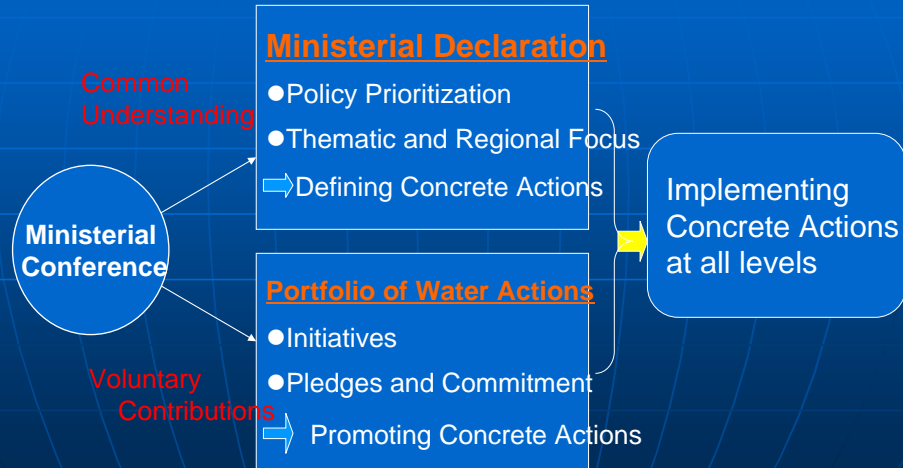 Ministerial Declaration
Common
Understanding
●Policy Prioritization
●Thematic and Regional Focus
Defining Concrete Actions
Ministerial
Conference
Implementing
Concrete Actions
at all levels
Portfolio of Water Actions
●Initiatives
●Pledges and Commitment
Voluntary
Contributions
Promoting Concrete Actions